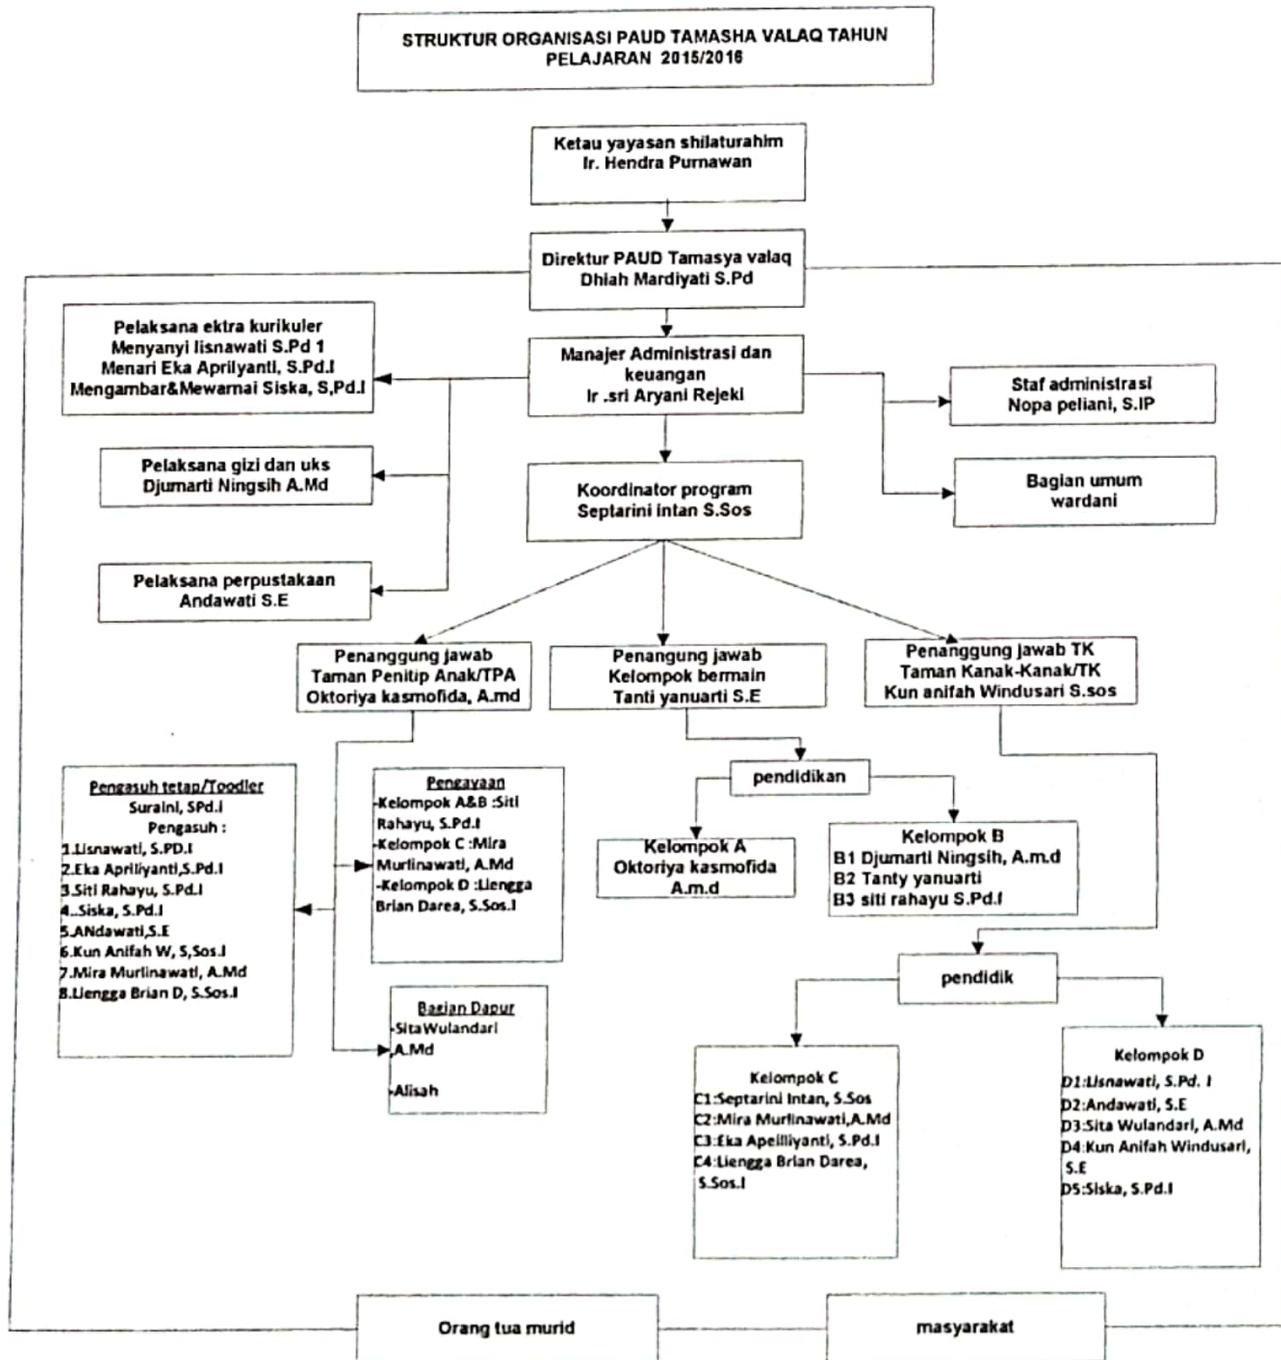 STRUKTUR ORGANISASI PAUD TAMASHA VALAQ TAHUN
PELAJARAN 2015/2016
Ketau yayasan shilaturahim
Ir. Hendra Purnawan
Direktur PAUD Tamasya valaq
Dhiah Mardiyati S.Pd
Pelaksana ektra kurikuler
Menyanyi lisnawati S.Pd 1
Menari Eka Aprilyanti, S.Pd.I
Mengambar&Mewarnai Siska, S,Pd.I
Manajer Administrasi dan
keuangan
Ir .sri Aryani Rejeki
Staf administrasi
Nopa peliani, S.IP
Pelaksana gizi dan uks
Djumarti Ningsih A.Md
Koordinator program
Septarini intan S.Sos
Bagian umum
wardani
Pelaksana perpustakaan
Andawati S.E
Penanggung jawab
Taman Penitip Anak/TPA
Oktoriya kasmofida, A.md
Penangung jawab
Kelompok bermain
Tanti yanuarti S.E
Penanggung jawab TK
Taman Kanak-Kanak/TK
Kun anifah Windusari S.sos
Pengasuh tetap/Toodler
Suraini, SPd.i
Pengasuh :
1.Lisnawati, S.PD.I
2.Eka Apriliyanti,S.Pd.I
3.Siti Rahayu, S.Pd.I
4..Siska, S.Pd.I
5.ANdawati,S.E
6.Kun Anifah W, S,Sos.I
7.Mira Murlinawati, A.Md
8.Liengga Brian D, S.Sos.I
Pengayaan
-Kelompok A&B :Siti
Rahayu, S.Pd.I
-Kelompok C :Mira
Murlinawati, A.Md
-Kelompok D :Liengga
Brian Darea, S.Sos.I
Bagian Dapur
-Sita Wulandari
,A.Md
-Alisah
pendidikan
Kelompok A
Oktoriya kasmofida
A.m.d
Kelompok B
B1 Djumarti Ningsih, A.m.d
B2 Tanty yanuarti
B3 siti rahayu S.Pd.I
pendidik
Kelompok C
C1:Septarini Intan, S.Sos
C2:Mira Murlinawati,A.Md
C3:Eka Apeilliyanti, S.Pd.I
C4:Liengga Brian Darea,
S.Sos.I
Kelompok D
D1:Lisnawati, S.Pd. I
D2:Andawati, S.E
D3:Sita Wulandari, A.Md
D4:Kun Anifah Windusari,
S.E
D5:Siska, S.Pd.I
Orang tua murid
masyarakat